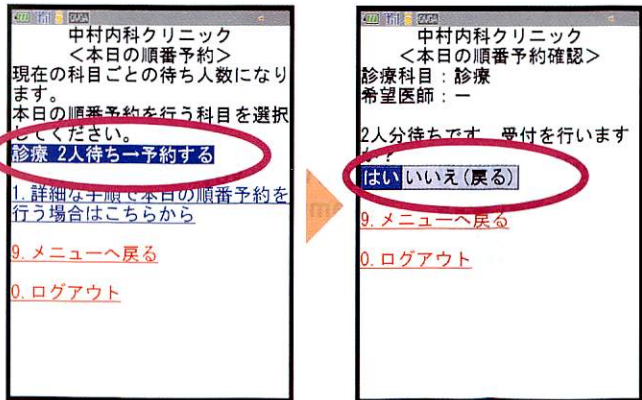 中村内科クリニック
＜本日の順番予約＞
現在の科目ごとの待ち人数になり
ます。
本日の順番予約を行う科目を選択
してください。
診療 2人待ち→予約する
1.詳細な手順で本日の順番予約を
行う場合はこちらから
9.メニューへ戻る
0.ログアウト
中村内科クリニック
＜本日の順番予約確認＞
診療科目：診療
希望医師：－
2人分待ちです。受付を行います
か？
はい いいえ(戻る)
9.メニューへ戻る
0.ログアウト